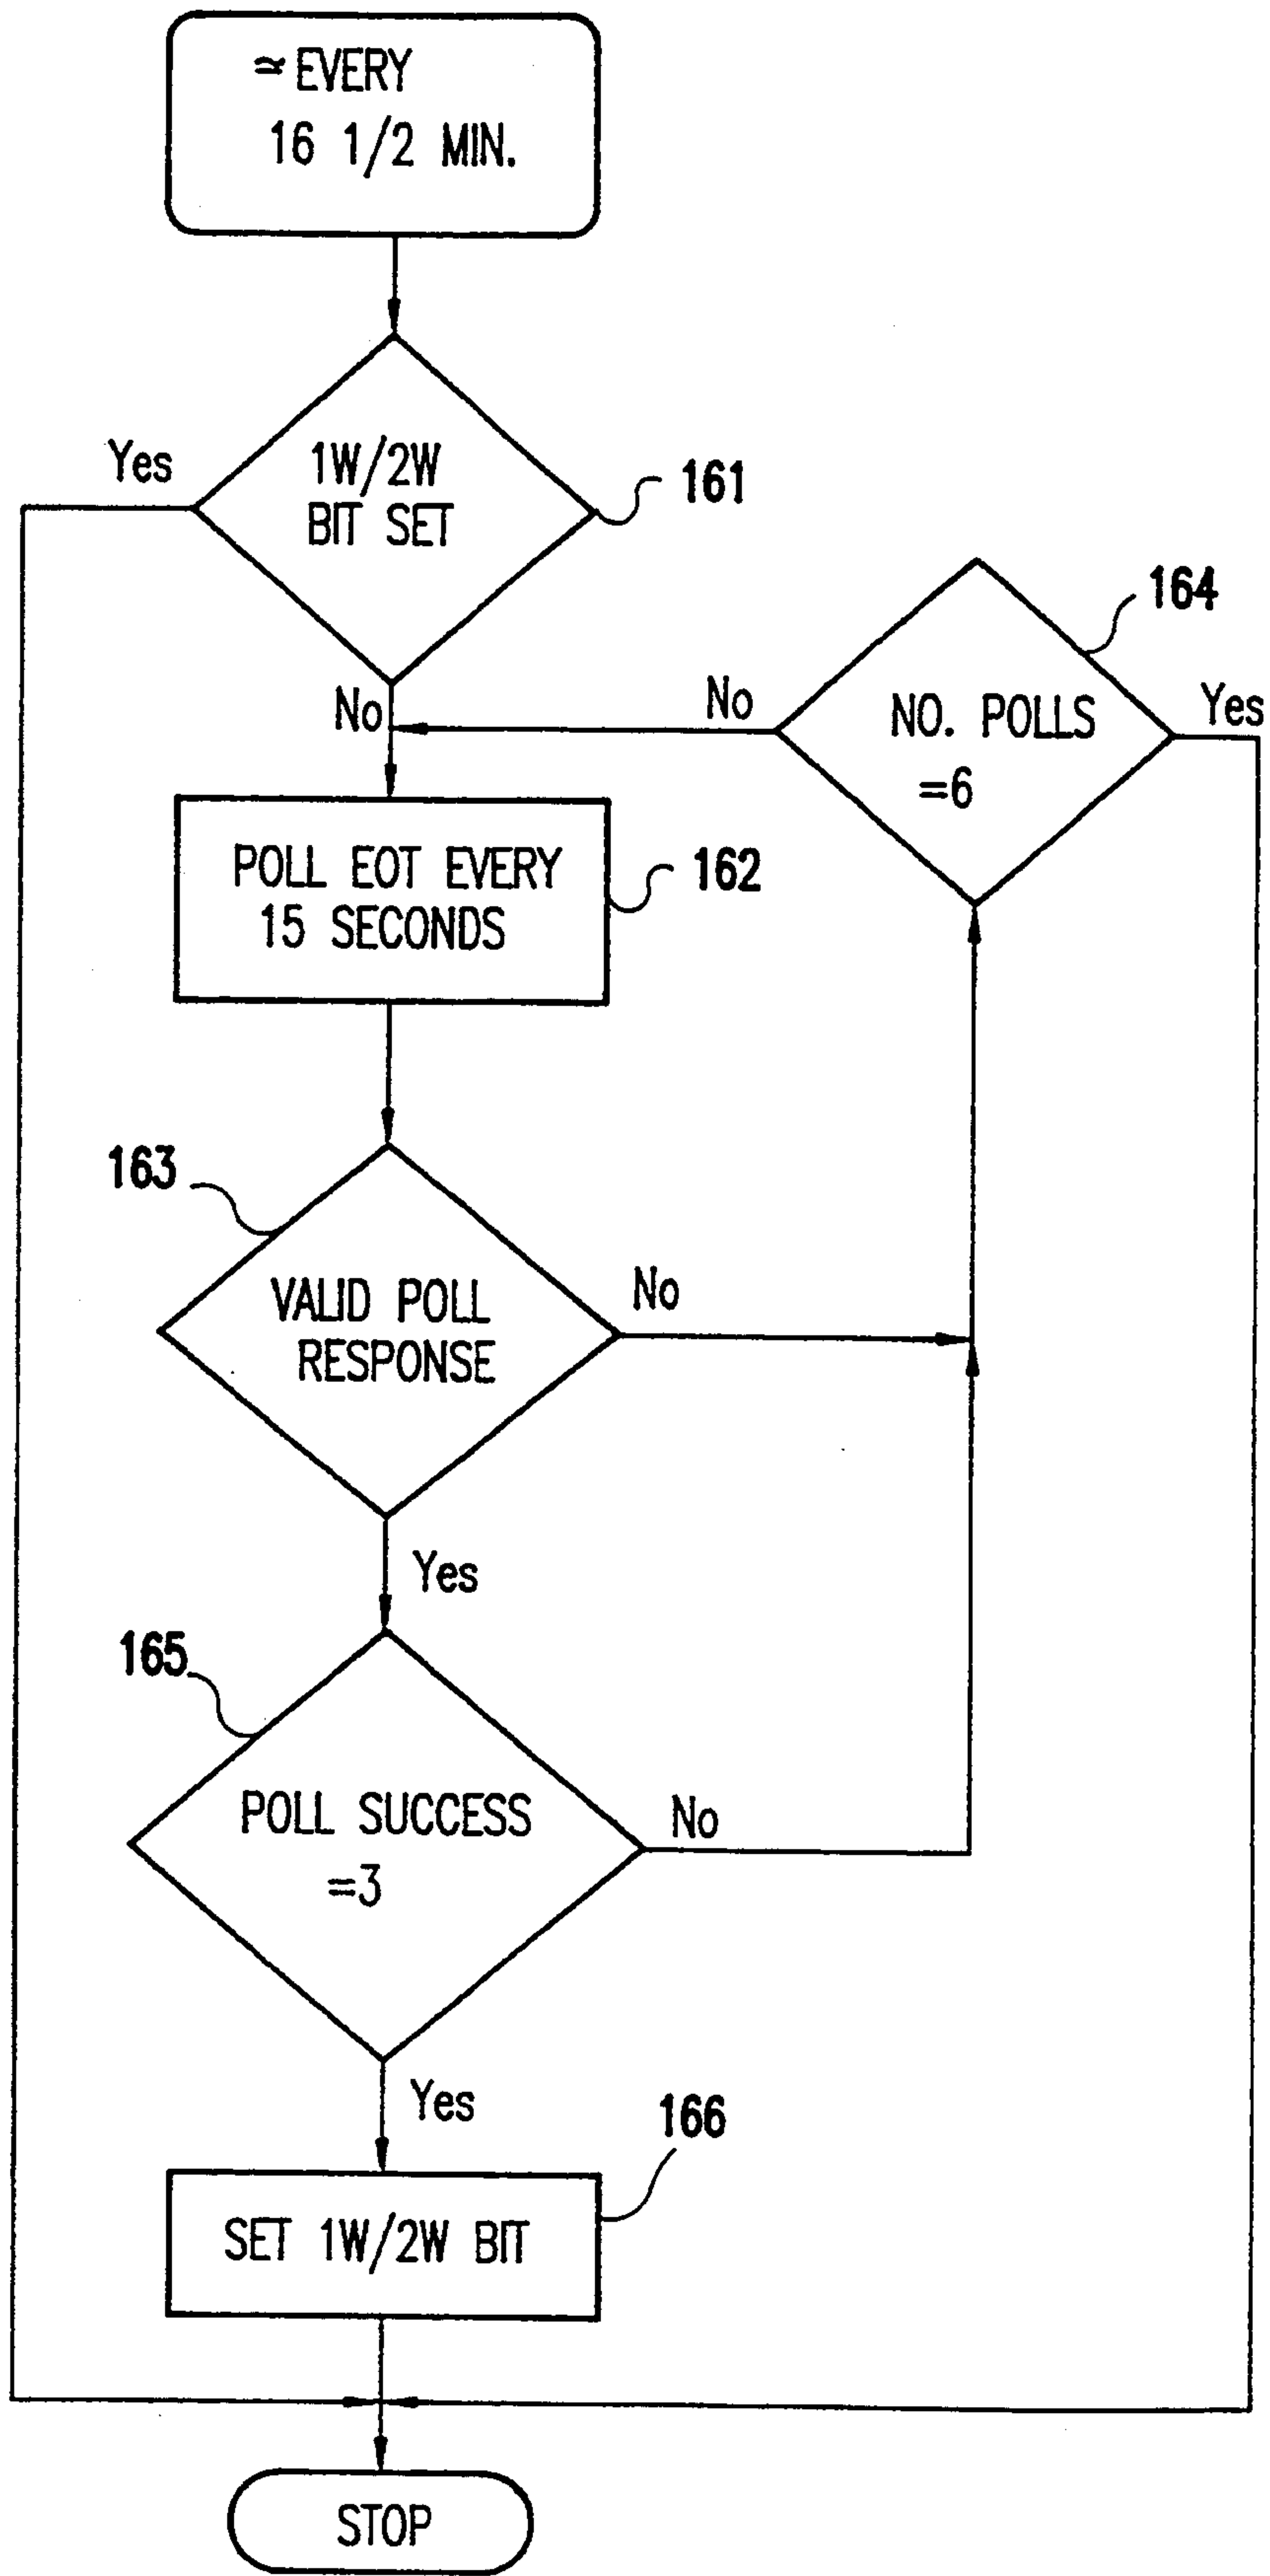 ≃ EVERY
16 1/2 MIN.
Yes
1W/2W
BIT SET
161
164
No
No
NO. POLLS
=6
Yes
POLL EOT EVERY
15 SECONDS
162
163
VALID POLL
RESPONSE
No
Yes
165
POLL SUCCESS
=3
No
Yes
166
SET 1W/2W BIT
STOP